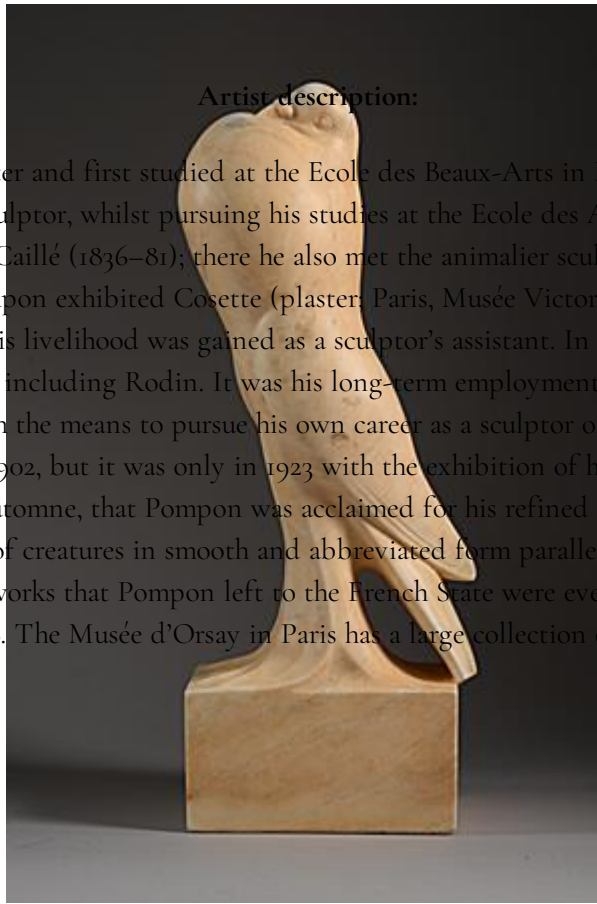 Artist description:
er and first studied at the Ecole des Beaux-Arts in
ulptor, whilst pursuing his studies at the Ecole des A
Caillé (1836–81); there he also met the animalier scul
pon exhibited Cosette (plaster; Paris, Musée Victor
is livelihood was gained as a sculptor’s assistant. In
including Rodin. It was his long-term employment
the means to pursue his own career as a sculptor o
902, but it was only in 1923 with the exhibition of h
utomne, that Pompon was acclaimed for his refined
of creatures in smooth and abbreviated form paralle
works that Pompon left to the French State were eve
. The Musée d’Orsay in Paris has a large collection